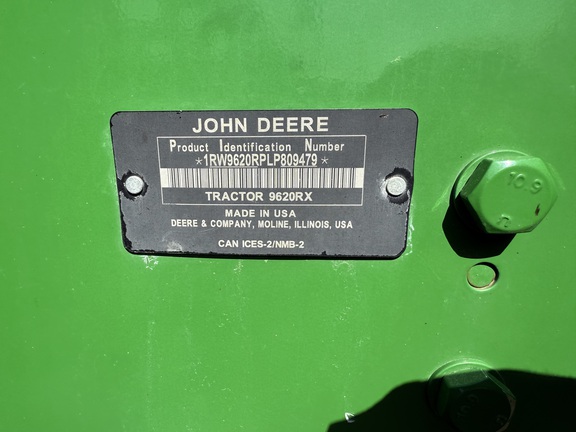 JOHN DEERE
Product Identification Number
*1RW9620RPLP809479*
TRACTOR 9620RX
MADE IN USA
DEERE & COMPANY, MOLINE, ILLINOIS, USA
CAN ICES-2/NMB-2
10.9